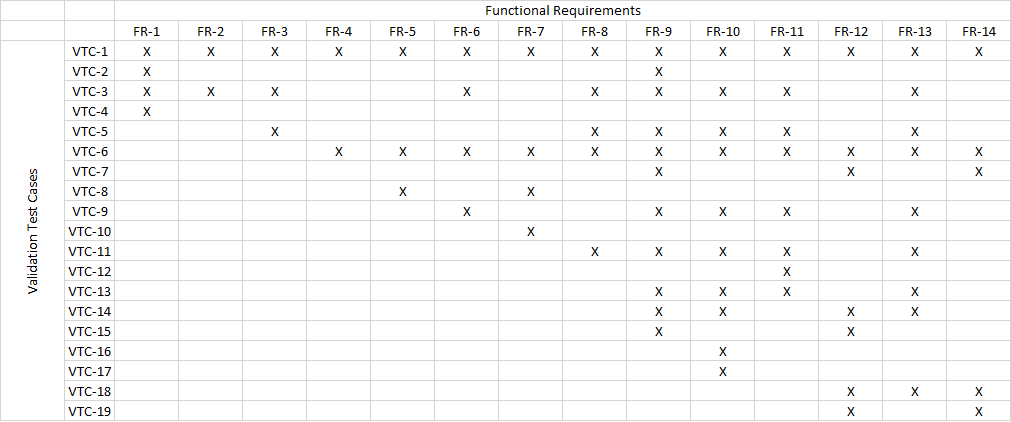 Functional Requirements
FR-1 FR-2 FR-3 FR-4 FR-5 FR-6 FR-7 FR-8 FR-9 FR-10 FR-11 FR-12 FR-13 FR-14
Validation Test Cases
VTC-1 X X X X X X X X X X X X X X
VTC-2 X X
VTC-3 X X X X X X X X X
VTC-4 X
VTC-5 X X X X X X
VTC-6 X X X X X X X X X X X
VTC-7 X X X
VTC-8 X X
VTC-9 X X X X X
VTC-10 X
VTC-11 X X X X X
VTC-12 X
VTC-13 X X X X
VTC-14 X X X X
VTC-15 X X
VTC-16 X
VTC-17 X
VTC-18 X X X
VTC-19 X X